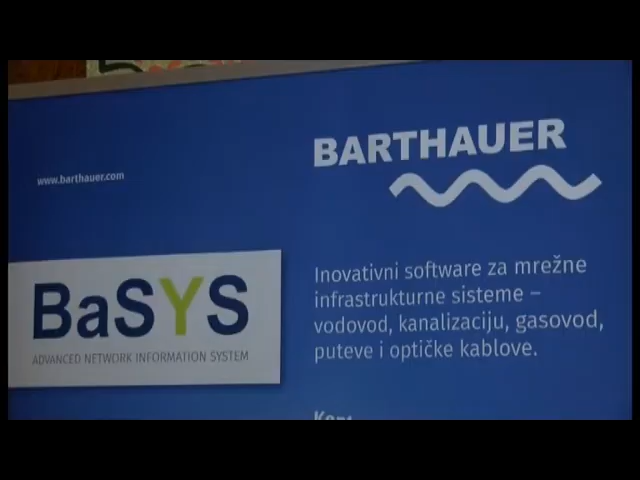 BARTHAUER
www.barthauer.com
BaSYS
ADVANCED NETWORK INFORMATION SYSTEM
Inovativni software za mrežne
infrastrukturne sisteme –
vodovod, kanalizaciju, gasovod,
puteve i optičke kablove.